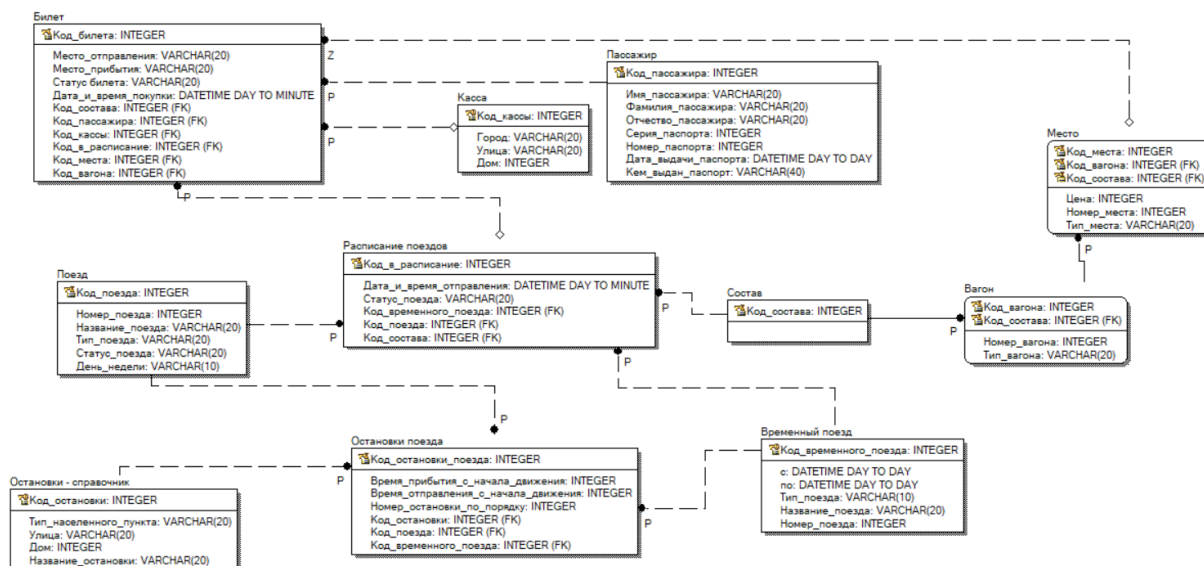 Билет
Код_билета: INTEGER
Место_отправления: VARCHAR(20)
Место_прибытия: VARCHAR(20)
Статус билета: VARCHAR(20)
Дата_и_время_покупки: DATETIME DAY TO MINUTE
Код_состава: INTEGER (FK)
Код_пассажира: INTEGER (FK)
Код_кассы: INTEGER (FK)
Код_в_расписание: INTEGER (FK)
Код_места: INTEGER (FK)
Код_вагона: INTEGER (FK)
Z
P
P
P
Касса
Код_кассы: INTEGER
Город: VARCHAR(20)
Улица: VARCHAR(20)
Дом: INTEGER
Пассажир
Код_пассажира: INTEGER
Имя_пассажира: VARCHAR(20)
Фамилия_пассажира: VARCHAR(20)
Отчество_пассажира: VARCHAR(20)
Серия_паспорта: INTEGER
Номер_паспорта: INTEGER
Дата_выдачи_паспорта: DATETIME DAY TO DAY
Кем_выдан_паспорт: VARCHAR(40)
Место
Код_места: INTEGER
Код_вагона: INTEGER (FK)
Код_состава: INTEGER (FK)
Цена: INTEGER
Номер_места: INTEGER
Тип_места: VARCHAR(20)
P
Поезд
Код_поезда: INTEGER
Номер_поезда: INTEGER
Название_поезда: VARCHAR(20)
Тип_поезда: VARCHAR(20)
Статус_поезда: VARCHAR(20)
День_недели: VARCHAR(10)
P
Расписание поездов
Код_в_расписание: INTEGER
Дата_и_время_отправления: DATETIME DAY TO MINUTE
Статус_поезда: VARCHAR(20)
Код_временного_поезда: INTEGER (FK)
Код_поезда: INTEGER (FK)
Код_состава: INTEGER (FK)
P
P
Состав
Код_состава: INTEGER
P
Вагон
Код_вагона: INTEGER
Код_состава: INTEGER (FK)
Номер_вагона: INTEGER
Тип_вагона: VARCHAR(20)
P
Остановки - справочник
Код_остановки: INTEGER
Тип_населенного_пункта: VARCHAR(20)
Улица: VARCHAR(20)
Дом: INTEGER
Название_остановки: VARCHAR(20)
P
Остановки поезда
Код_остановки_поезда: INTEGER
Время_прибытия_с_начала_движения: INTEGER
Время_отправления_с_начала_движения: INTEGER
Номер_остановки_по_порядку: INTEGER
Код_остановки: INTEGER (FK)
Код_поезда: INTEGER (FK)
Код_временного_поезда: INTEGER (FK)
P
Временный поезд
Код_временного_поезда: INTEGER
с: DATETIME DAY TO DAY
по: DATETIME DAY TO DAY
Тип_поезда: VARCHAR(10)
Название_поезда: VARCHAR(20)
Номер_поезда: INTEGER